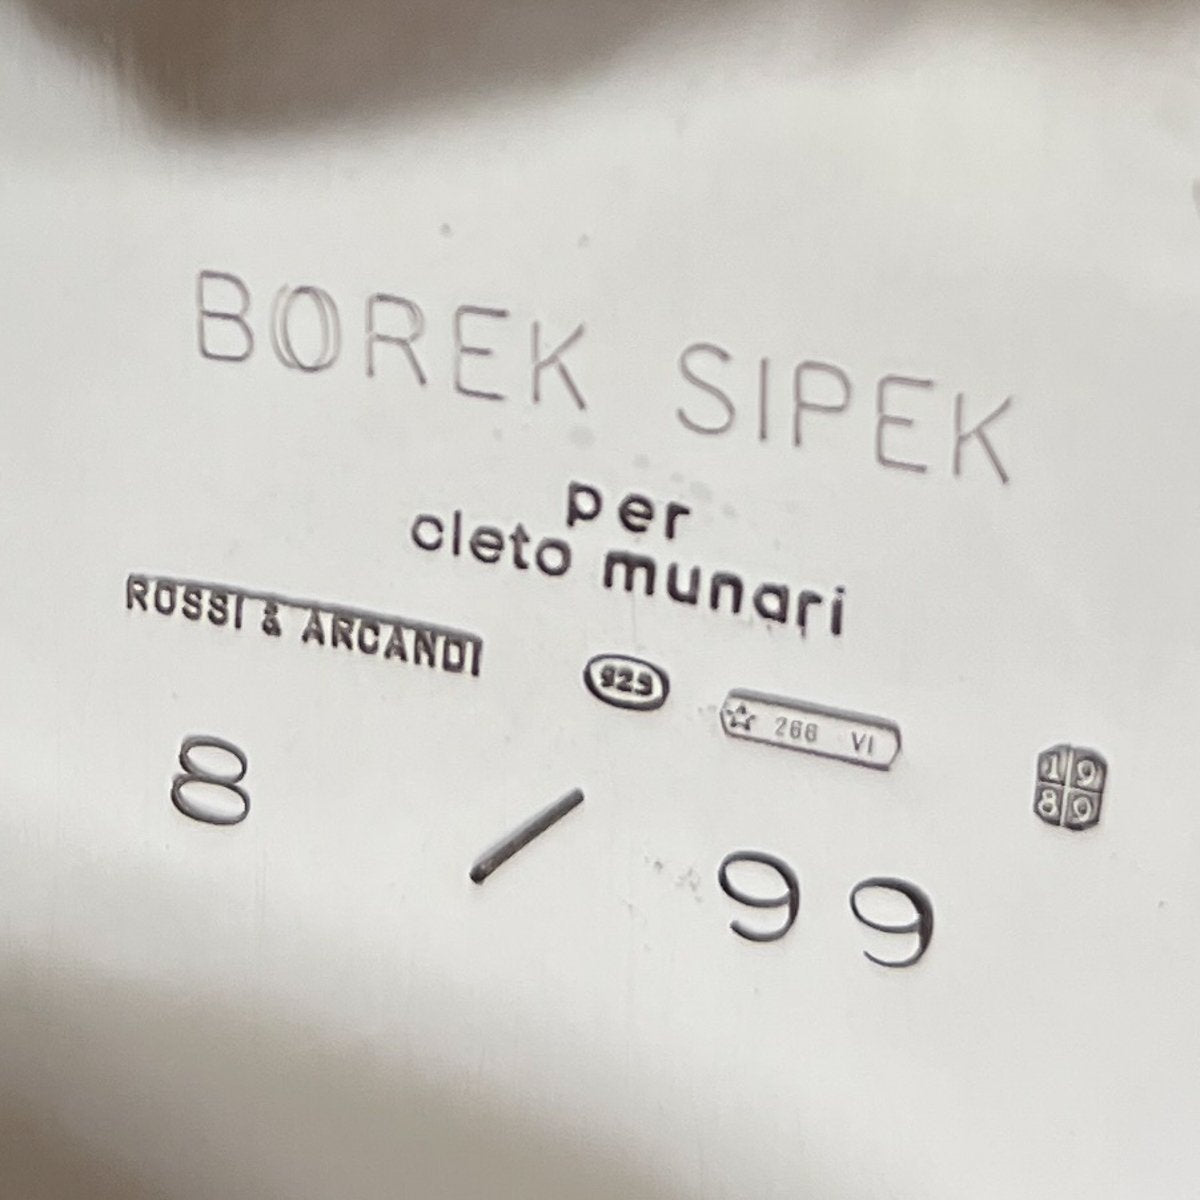 BOREK SIPEK
per
cleto munari
ROSSI & ARCANDI
925
☆ 266 VI
19
89
8 / 99